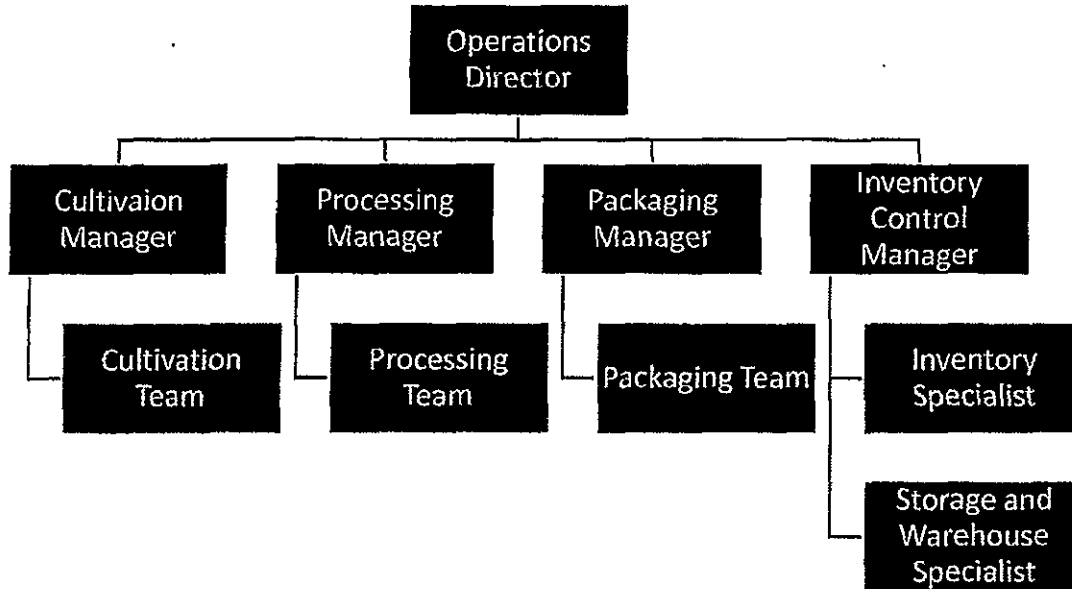 Operations
Director
Cultivaion
Manager
Processing
Manager
Packaging
Manager
Inventory
Control
Manager
Cultivation
Team
Processing
Team
Packaging Team
Inventory
Specialist
Storage and
Warehouse
Specialist